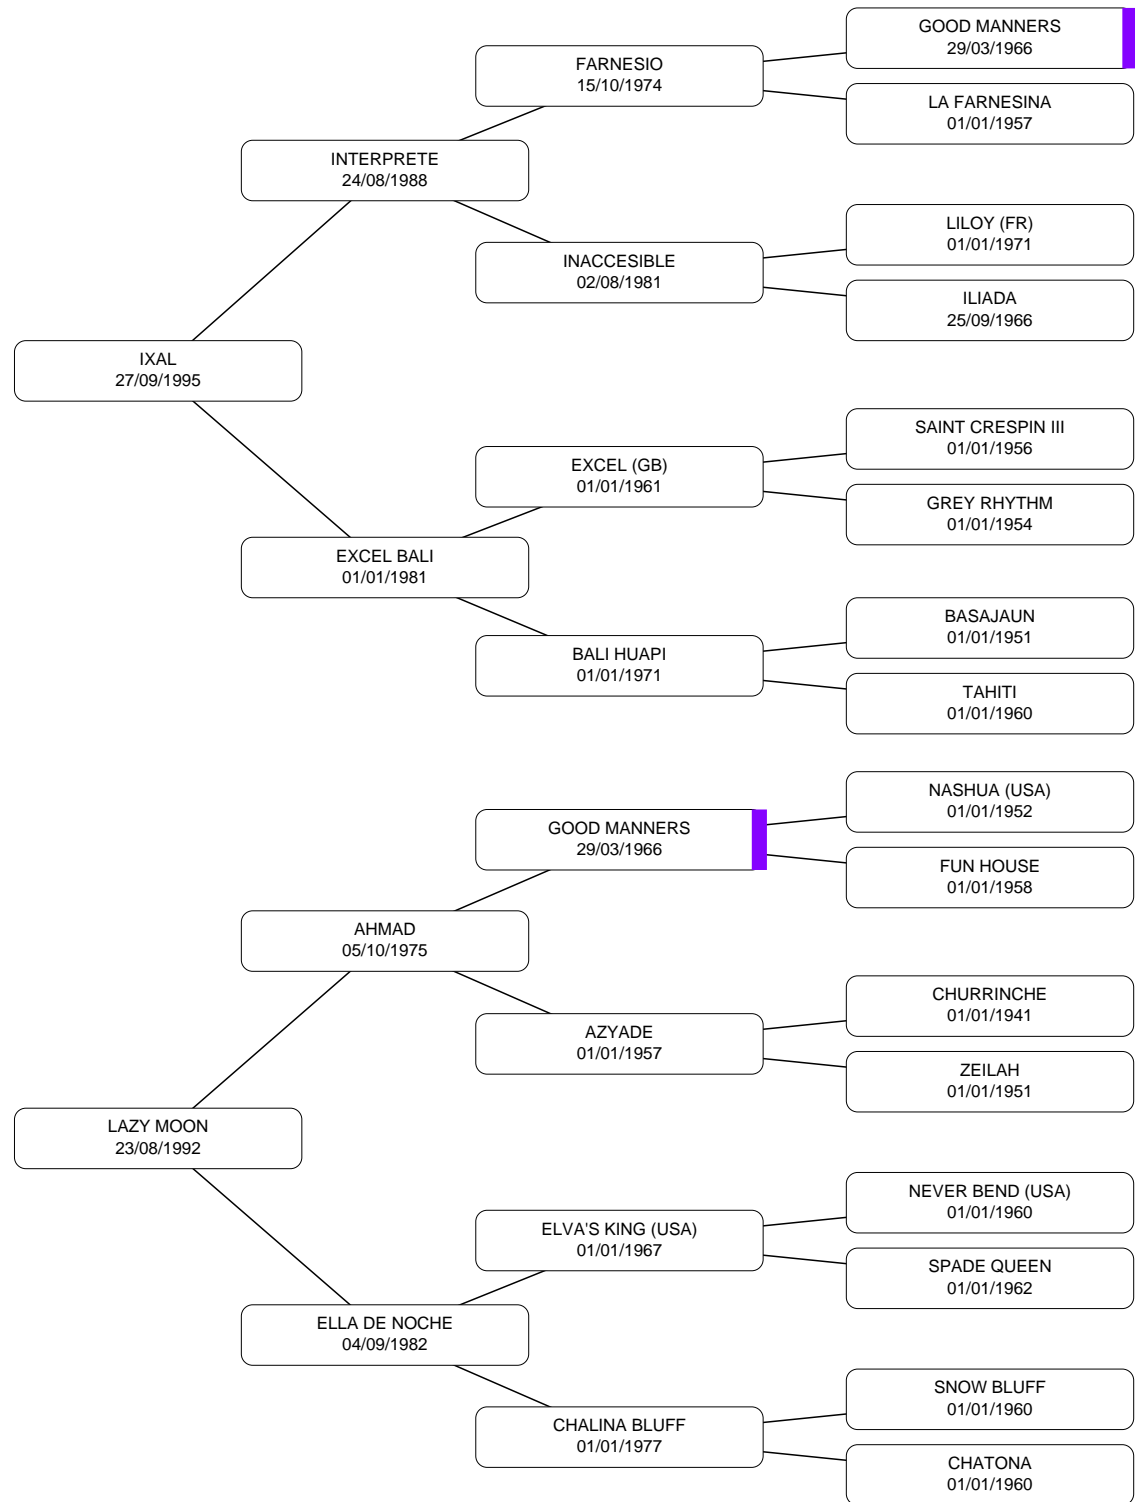 GOOD MANNERS
29/03/1966
FARNESIO
15/10/1974
LA FARNESINA
01/01/1957
INTERPRETE
24/08/1988
LILOY (FR)
01/01/1971
INACCESIBLE
02/08/1981
ILIADA
25/09/1966
IXAL
27/09/1995
SAINT CRESPIN III
01/01/1956
EXCEL (GB)
01/01/1961
GREY RHYTHM
01/01/1954
EXCEL BALI
01/01/1981
BASAJAUN
01/01/1951
BALI HUAPI
01/01/1971
TAHITI
01/01/1960
NASHUA (USA)
01/01/1952
GOOD MANNERS
29/03/1966
FUN HOUSE
01/01/1958
AHMAD
05/10/1975
CHURRINCHE
01/01/1941
AZYADE
01/01/1957
ZEILAH
01/01/1951
LAZY MOON
23/08/1992
NEVER BEND (USA)
01/01/1960
ELVA'S KING (USA)
01/01/1967
SPADE QUEEN
01/01/1962
ELLA DE NOCHE
04/09/1982
SNOW BLUFF
01/01/1960
CHALINA BLUFF
01/01/1977
CHATONA
01/01/1960